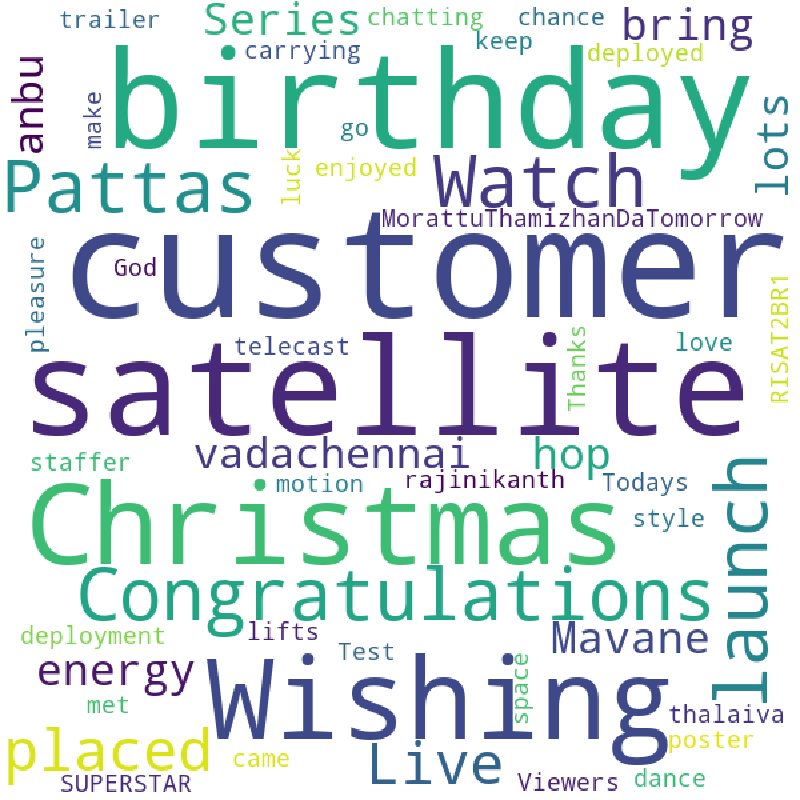 trailer Series chatting chance bring
carrying keep deployed
anbu make birthday lots
go
luck enjoyed
Pattas Watch
MorattuThamizhanDaTomorrow
customer
pleasure God RISAT2BR1
telecast Thanks love
satellite
vadachennai hop
staffer
motion rajinikanth Todays
Christmas style launch
Congratulations
deployment lifts Test Mavane
energy Wishing space
met thalaiva
placed came Live poster
SUPERSTAR Viewers dance